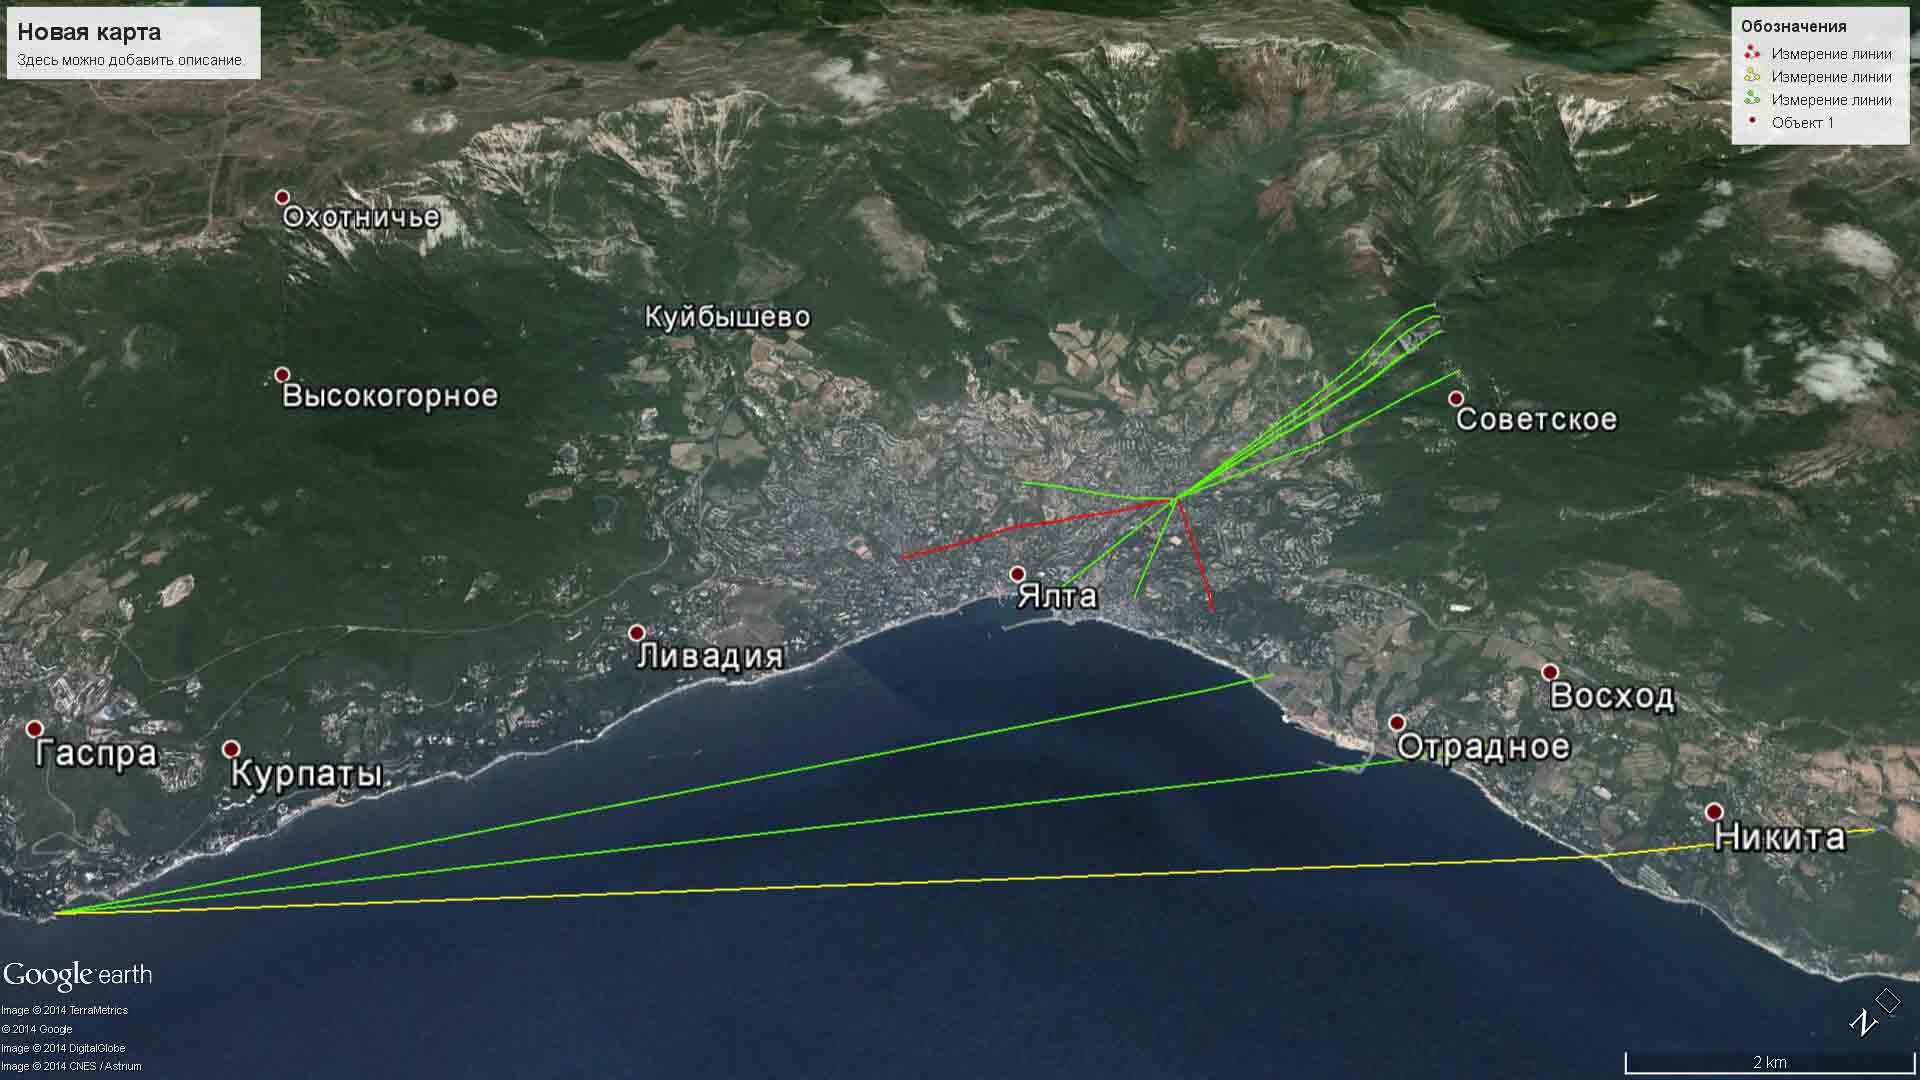 Новая карта
Здесь можно добавить описание.
Обозначения
Измерение линии
Измерение линии
Измерение линии
Объект 1
Охотничье
Куйбышево
Высокогорное
Советское
Ялта
Ливадия
Восход
Гаспра
Курпаты
Отрадное
Никита
Google earth
Image © 2014 TerraMetrics
© 2014 Google
Image © 2014 DigitalGlobe
Image © 2014 CNES / Astrium
N
2 km